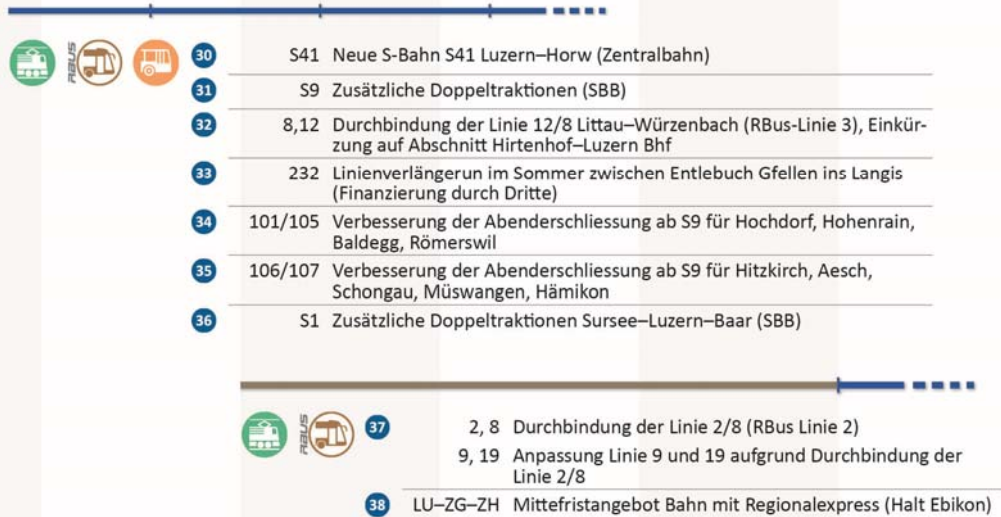 RBUS
30 S41 Neue S-Bahn S41 Luzern–Horw (Zentralbahn)
31 S9 Zusätzliche Doppeltraktionen (SBB)
32 8,12 Durchbindung der Linie 12/8 Littau–Würzenbach (RBus-Linie 3), Einkür-
zung auf Abschnitt Hirtenhof–Luzern Bhf
33 232 Linienverlängerun im Sommer zwischen Entlebuch Gfellen ins Langis
(Finanzierung durch Dritte)
34 101/105 Verbesserung der Abenderschliessung ab S9 für Hochdorf, Hohenrain,
Baldegg, Römerswil
35 106/107 Verbesserung der Abenderschliessung ab S9 für Hitzkirch, Aesch,
Schongau, Müswangen, Hämikon
36 S1 Zusätzliche Doppeltraktionen Sursee–Luzern–Baar (SBB)
RBUS
37 2, 8 Durchbindung der Linie 2/8 (RBus Linie 2)
9, 19 Anpassung Linie 9 und 19 aufgrund Durchbindung der
Linie 2/8
38 LU–ZG–ZH Mittefristangebot Bahn mit Regionalexpress (Halt Ebikon)